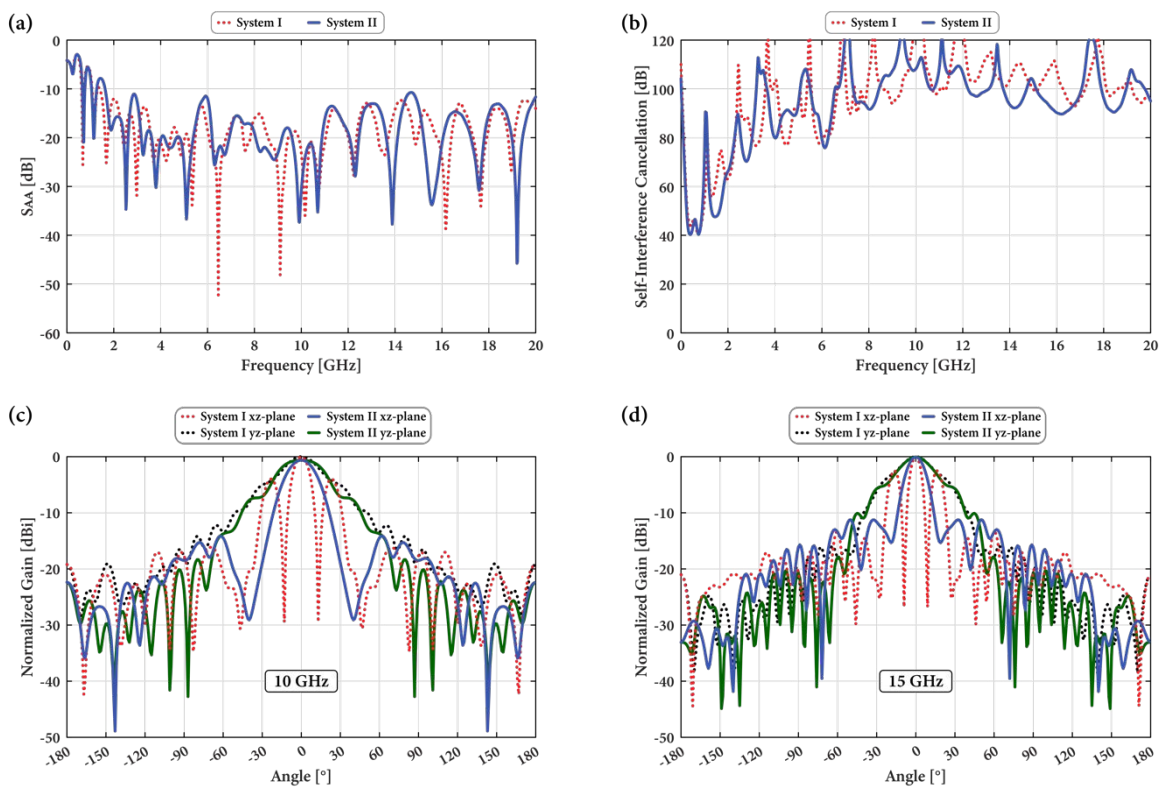 (a)
System I System II
0
-10
-20
-30
-40
-50
-60
S_AA [dB]
0 2 4 6 8 10 12 14 16 18 20
Frequency [GHz]
(b)
System I System II
120
100
80
60
40
20
0
Self-Interference Cancellation [dB]
0 2 4 6 8 10 12 14 16 18 20
Frequency [GHz]
(c)
System I xz-plane System II xz-plane
System I yz-plane System II yz-plane
0
-10
-20
-30
-40
-50
Normalized Gain [dBi]
10 GHz
-180 -150 -120 -90 -60 -30 0 30 60 90 120 150 180
Angle [°]
(d)
System I xz-plane System II xz-plane
System I yz-plane System II yz-plane
0
-10
-20
-30
-40
-50
Normalized Gain [dBi]
15 GHz
-180 -150 -120 -90 -60 -30 0 30 60 90 120 150 180
Angle [°]